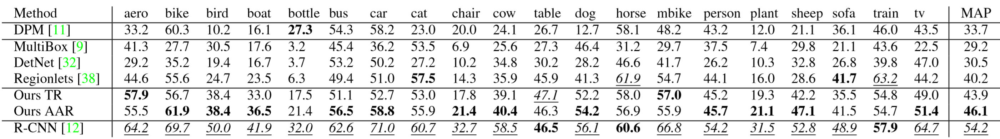 Method aero bike bird boat bottle bus car cat chair cow table dog horse mbike person plant sheep sofa train tv MAP
DPM [11] 33.2 60.3 10.2 16.1 27.3 54.3 58.2 23.0 20.0 24.1 26.7 12.7 58.1 48.2 43.2 12.0 21.1 36.1 46.0 43.5 33.7
MultiBox [9] 41.3 27.7 30.5 17.6 3.2 45.4 36.2 53.5 6.9 25.6 27.3 46.4 31.2 29.7 37.5 7.4 29.8 21.1 43.6 22.5 29.2
DetNet [32] 29.2 35.2 19.4 16.7 3.7 53.2 50.2 27.2 10.2 34.8 30.2 28.2 46.6 41.7 26.2 10.3 32.8 26.8 39.8 47.0 30.5
Regionlets [38] 44.6 55.6 24.7 23.5 6.3 49.4 51.0 57.5 14.3 35.9 45.9 41.3 61.9 54.7 44.1 16.0 28.6 41.7 63.2 44.2 40.2
Ours TR 57.9 56.7 38.4 33.0 17.5 51.1 52.7 53.0 17.8 39.1 47.1 52.2 58.0 57.0 45.2 19.3 42.2 35.5 54.8 49.0 43.9
Ours AAR 55.5 61.9 38.4 36.5 21.4 56.5 58.8 55.9 21.4 40.4 46.3 54.2 56.9 55.9 45.7 21.1 47.1 41.5 54.7 51.4 46.1
R-CNN [12] 64.2 69.7 50.0 41.9 32.0 62.6 71.0 60.7 32.7 58.5 46.5 56.1 60.6 66.8 54.2 31.5 52.8 48.9 57.9 64.7 54.2